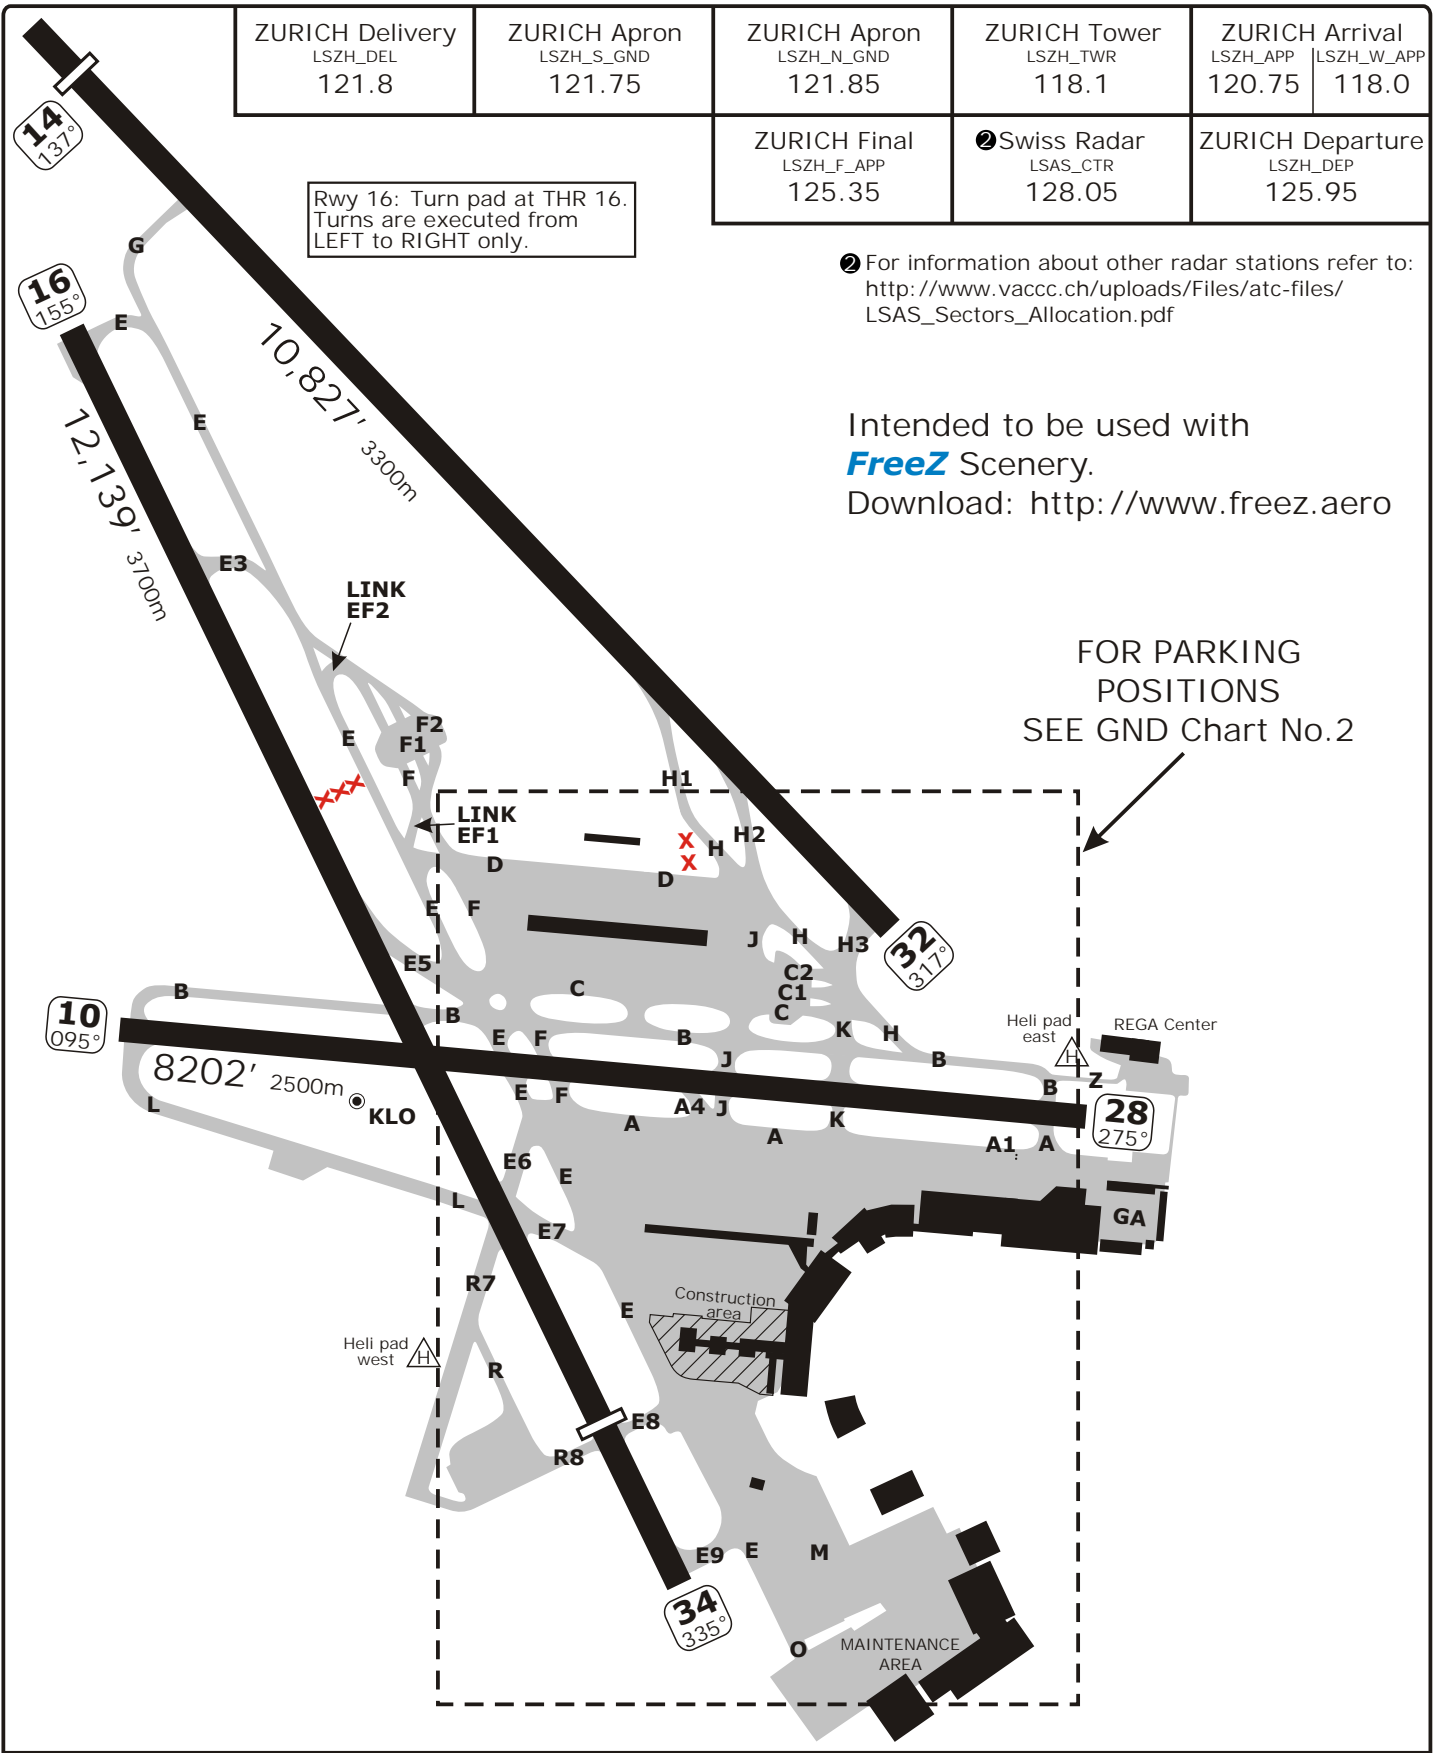 ZURICH Delivery
LSZH_DEL
121.8
ZURICH Apron
LSZH_S_GND
121.75
ZURICH Apron
LSZH_N_GND
121.85
ZURICH Tower
LSZH_TWR
118.1
ZURICH Arrival
LSZH_APP
120.75
LSZH_W_APP
118.0
ZURICH Final
LSZH_F_APP
125.35
2 Swiss Radar
LSAS_CTR
128.05
ZURICH Departure
LSZH_DEP
125.95
14
137°
Rwy 16: Turn pad at THR 16.
Turns are executed from
LEFT to RIGHT only.
2 For information about other radar stations refer to:
http://www.vaccc.ch/uploads/Files/atc-files/
LSAS_Sectors_Allocation.pdf
G
16
155°
E
10,827' 3300m
E
12,139' 3700m
Intended to be used with
FreeZ Scenery.
Download: http://www.freez.aero
E3
LINK
EF2
FOR PARKING
POSITIONS
SEE GND Chart No.2
F2
F1
E
F
H1
X X X
LINK
EF1
X
X
H
H2
D
D
E
F
J
H
H3
32
317°
E5
C2
C1
C
C
B
B
10
095°
E
F
B
K
H
J
B
Heli pad
east
H
REGA Center
8202' 2500m
KLO
L
E
F
A
A4
J
A
K
B
Z
28
275°
A1
A
E6
E
L
E7
GA
R7
Construction
area
E
Heli pad
west
H
R
E8
R8
E9
E
M
34
335°
O
MAINTENANCE
AREA